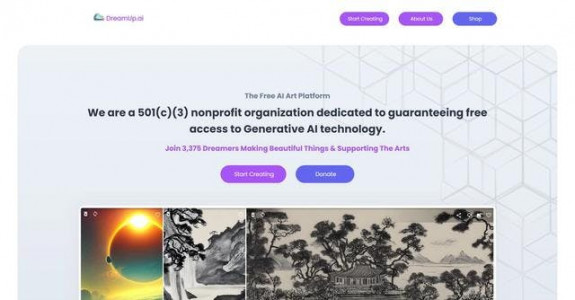 DreamUp.ai
Start Creating
About Us
Shop
The Free AI Art Platform
We are a 501(c)(3) nonprofit organization dedicated to guaranteeing free
access to Generative AI technology.
Join 3,375 Dreamers Making Beautiful Things & Supporting The Arts
Start Creating
Donate